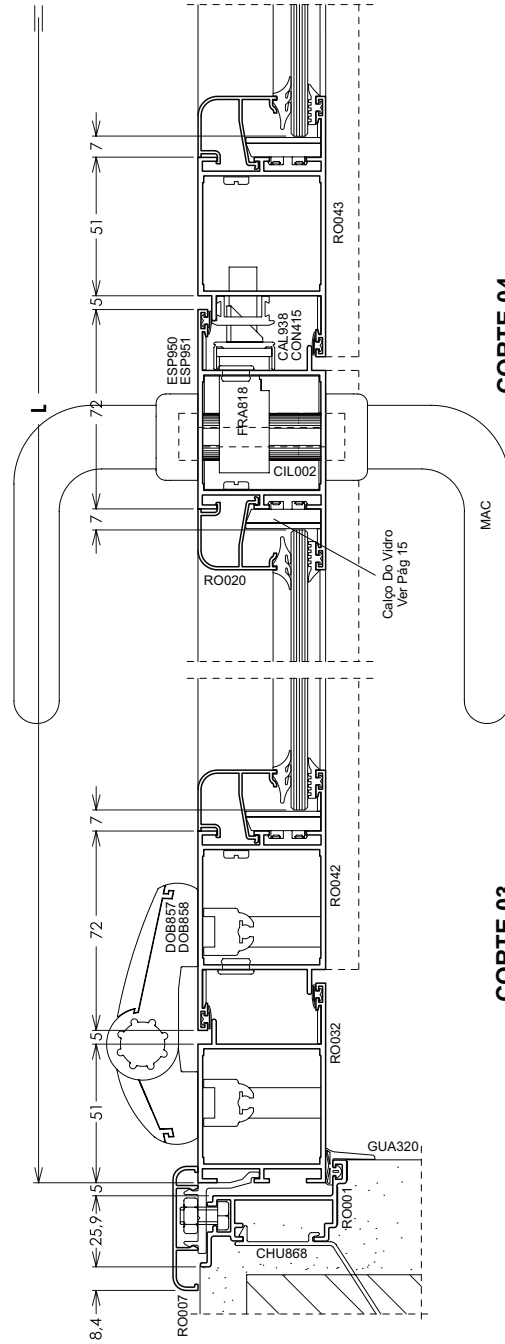 8,4
25,9
5
51
5
72
7
L
7
72
5
51
7
RO007
CHU868
RO001
GUA320
RO032
DOB857
DOB858
RO042
RO020
Calço Do Vidro
Ver Pág 15
ESP950
ESP951
FRA818
CIL002
CAL938
CON415
RO043
MAC
CORTE 03
CORTE 04